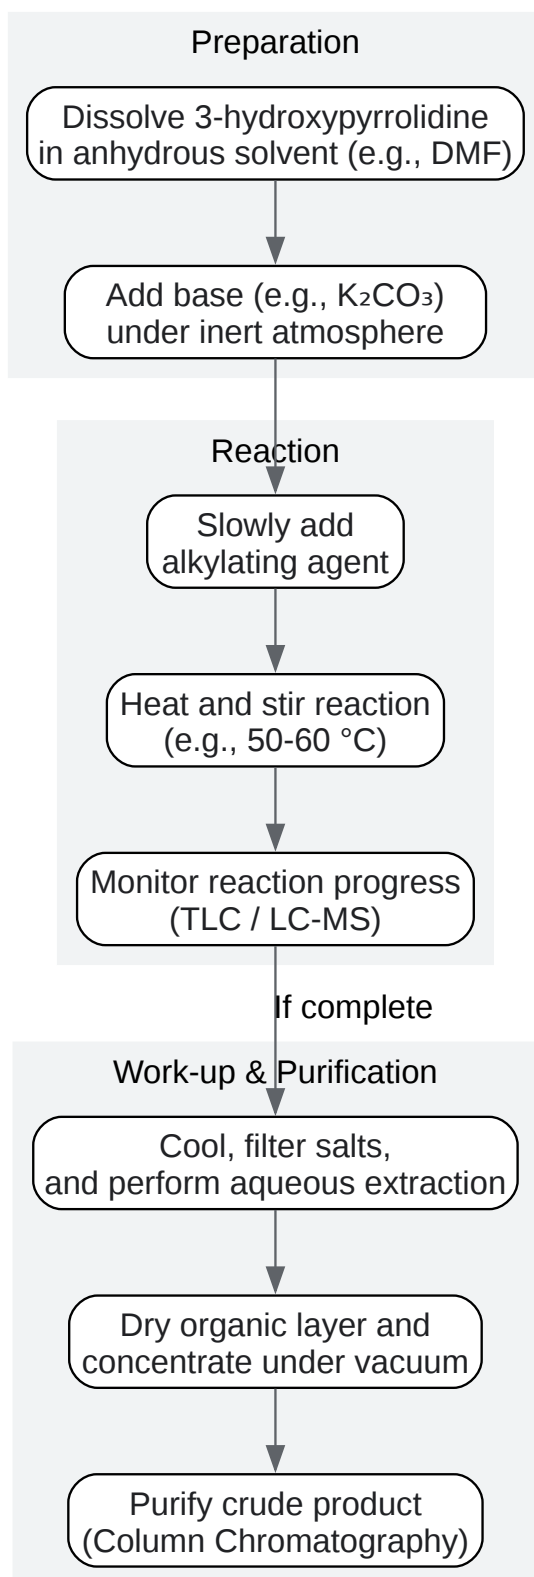 Preparation
Dissolve 3-hydroxypyrrolidine
in anhydrous solvent (e.g., DMF)
Add base (e.g., K₂CO₃)
under inert atmosphere
Reaction
Slowly add
alkylating agent
Heat and stir reaction
(e.g., 50-60 °C)
Monitor reaction progress
(TLC / LC-MS)
If complete
Work-up & Purification
Cool, filter salts,
and perform aqueous extraction
Dry organic layer and
concentrate under vacuum
Purify crude product
(Column Chromatography)